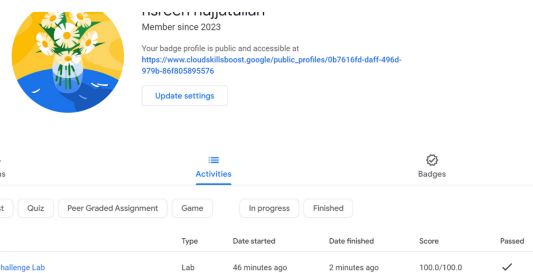 Member since 2023
Your badge profile is public and accessible at
https://www.cloudskillsboost.google/public_profiles/0b7616fd-daff-496d-
979b-86f805895576
Update settings
Activities
Badges
Quiz
Peer Graded Assignment
Game
In progress
Finished
Type Date started Date finished Score Passed
Lab 46 minutes ago 2 minutes ago 100.0/100.0